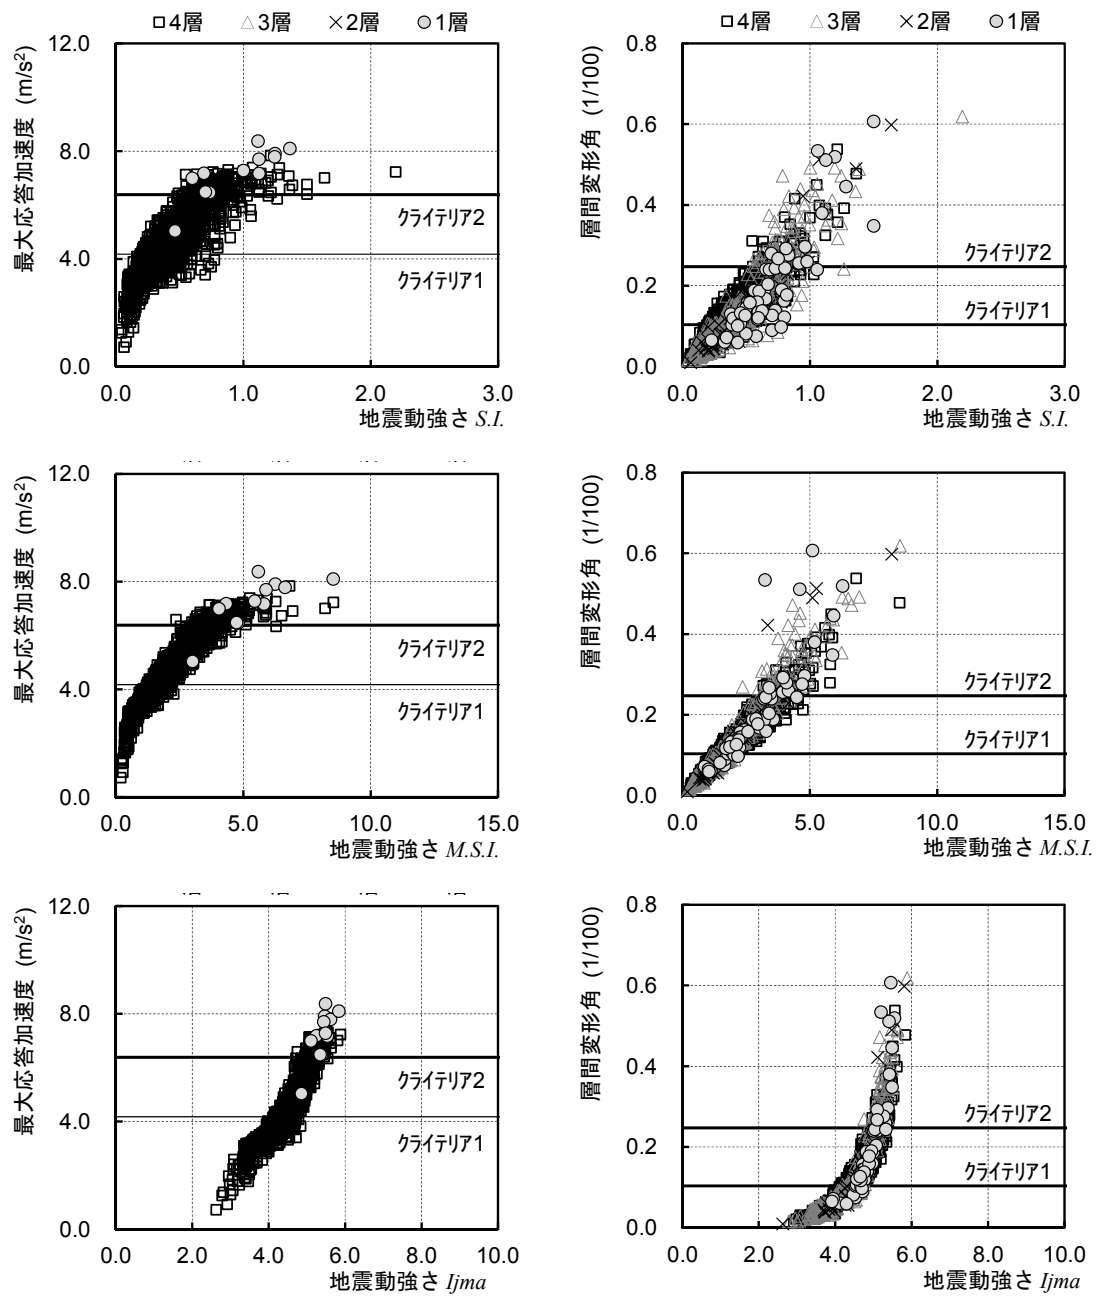 4層 3層 2層 1層
最大応答加速度 (m/s²)
12.0
8.0
4.0
0.0
クライテリア2
クライテリア1
0.0 1.0 2.0 3.0
地震動強さ S.I.
4層 3層 2層 1層
層間変形角 (1/100)
0.8
0.6
0.4
0.2
0.0
クライテリア2
クライテリア1
0.0 1.0 2.0 3.0
地震動強さ S.I.
最大応答加速度 (m/s²)
12.0
8.0
4.0
0.0
クライテリア2
クライテリア1
0.0 5.0 10.0 15.0
地震動強さ M.S.I.
層間変形角 (1/100)
0.8
0.6
0.4
0.2
0.0
クライテリア2
クライテリア1
0.0 5.0 10.0 15.0
地震動強さ M.S.I.
最大応答加速度 (m/s²)
12.0
8.0
4.0
0.0
クライテリア2
クライテリア1
0.0 2.0 4.0 6.0 8.0 10.0
地震動強さ Ijma
層間変形角 (1/100)
0.8
0.6
0.4
0.2
0.0
クライテリア2
クライテリア1
0.0 2.0 4.0 6.0 8.0 10.0
地震動強さ Ijma